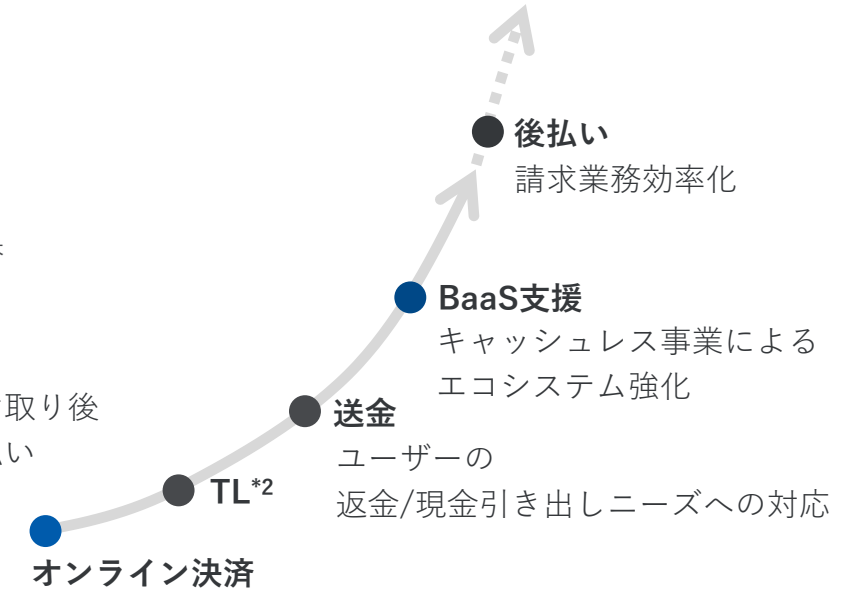 後払い
請求業務効率化
BaaS支援
キャッシュレス事業による
エコシステム強化
取り後
い
送金
ユーザーの
返金/現金引き出しニーズへの対応
TL*2
オンライン決済